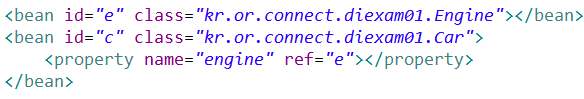 <bean id="e" class="kr.or.connect.diexam01.Engine"></bean>
<bean id="c" class="kr.or.connect.diexam01.Car">
    <property name="engine" ref="e"></property>
</bean>